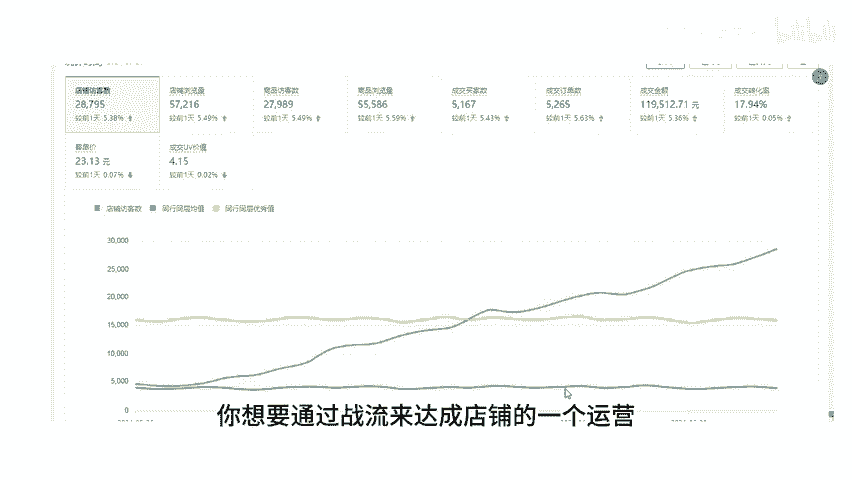 店铺访客数 店铺浏览量 商品访客数 商品浏览量 成交买家数 成交订单数 成交金额 成交转化率
28,795 57,216 27,989 55,586 5,167 5,265 119,512.71 元 17.94%
较前1天 5.38% 较前1天 5.49% 较前1天 5.49% 较前1天 5.59% 较前1天 5.43% 较前1天 5.63% 较前1天 5.36% 较前1天 0.05%
客单价 成交UV价值
23.13 元 4.15
较前1天 0.07% 较前1天 0.02%
店铺访客数 同行同层均值 同行同层优秀值
30,000
25,000
20,000
15,000
10,000
5,000
0
你想要通过战流来达成店铺的一个运营